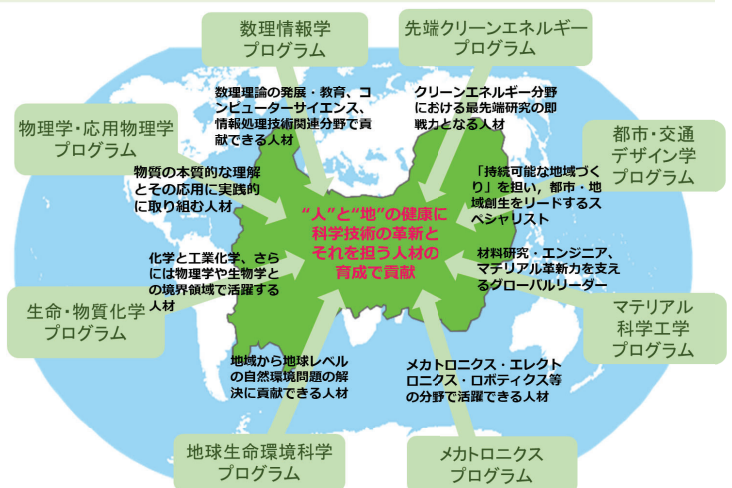 数理情報学
プログラム
先端クリーンエネルギー
プログラム
数理理論の発展・教育、コ
ンピューターサイエンス、
情報処理技術関連分野で貢
献できる人材
クリーンエネルギー分野
における最先端研究の即
戦力となる人材
物理学・応用物理学
プログラム
都市・交通
デザイン学
プログラム
物質の本質的な理解
とその応用に実践的
に取り組む人材
「持続可能な地域づく
り」を担い，都市・地
域創生をリードするス
ペシャリスト
“人”と“地”の健康に
科学技術の革新と
それを担う人材の
育成で貢献
化学と工業化学、さら
には物理学や生物学と
の境界領域で活躍する
人材
材料研究・エンジニア、
マテリアル革新力を支え
るグローバルリーダー
生命・物質化学
プログラム
マテリアル
科学工学
プログラム
地域から地球レベル
の自然環境問題の解
決に貢献できる人材
メカトロニクス・エレクト
ロニクス・ロボティクス等
の分野で活躍できる人材
地球生命環境科学
プログラム
メカトロニクス
プログラム